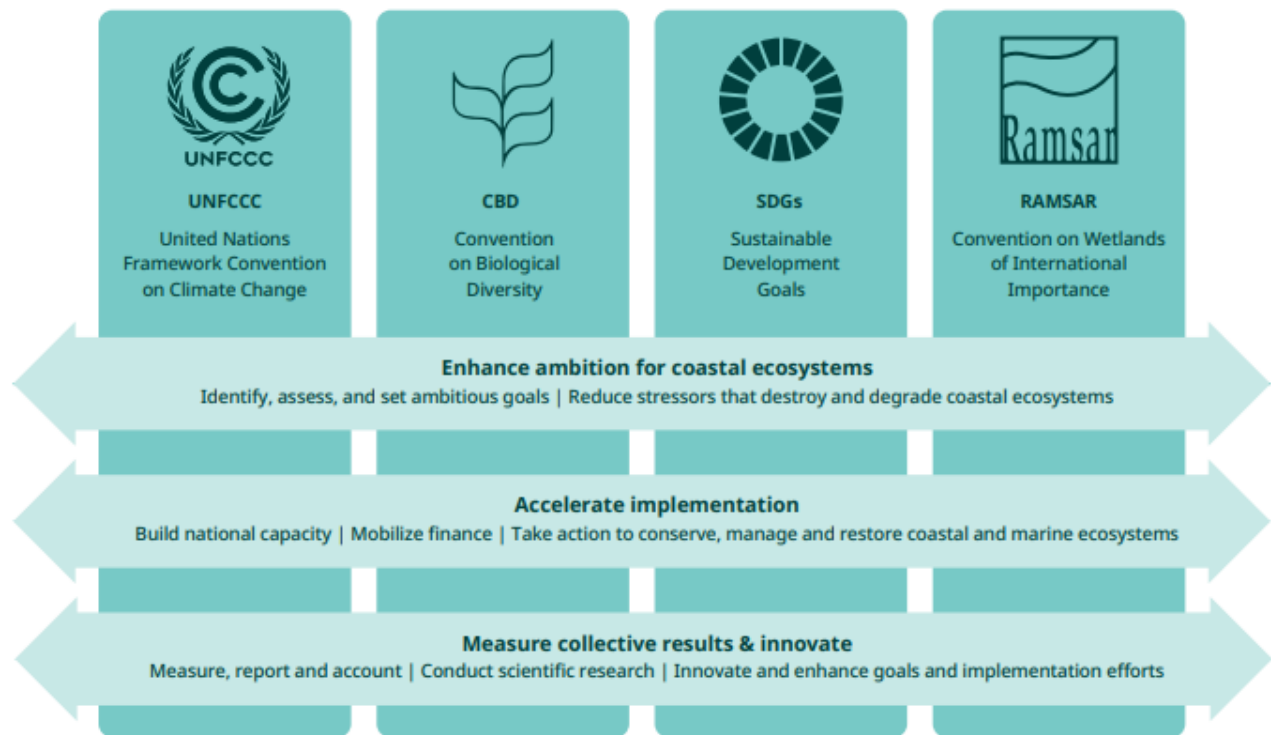 UNFCCC
UNFCCC
United Nations
Framework Convention
on Climate Change
CBD
Convention
on Biological
Diversity
SDGs
Sustainable
Development
Goals
Ramsar
RAMSAR
Convention on Wetlands
of International
Importance
Enhance ambition for coastal ecosystems
Identify, assess, and set ambitious goals | Reduce stressors that destroy and degrade coastal ecosystems
Accelerate implementation
Build national capacity | Mobilize finance | Take action to conserve, manage and restore coastal and marine ecosystems
Measure collective results & innovate
Measure, report and account | Conduct scientific research | Innovate and enhance goals and implementation efforts